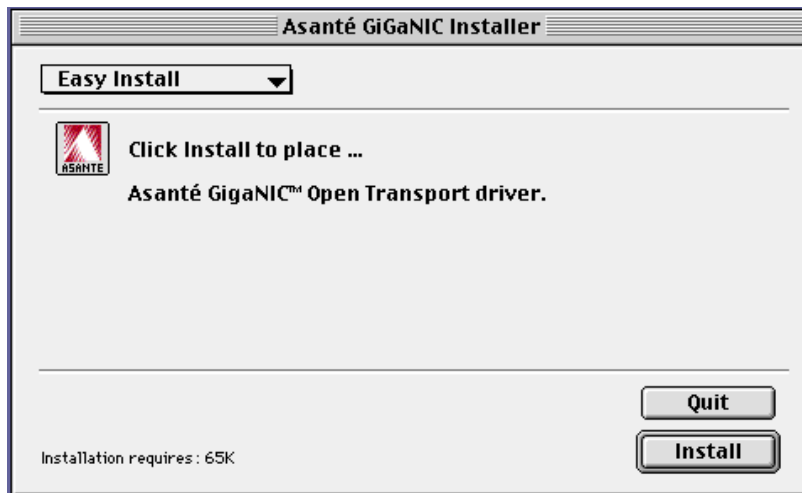 Asanté GiGaNIC Installer
Easy Install
ASANTE
Click Install to place ...
Asanté GigaNIC™ Open Transport driver.
Quit
Installation requires: 65K
Install